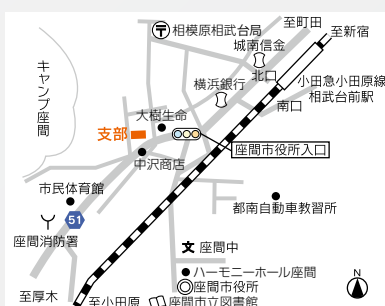 至町田
至新宿
〒相模原相武台局
城南信金
北口
キャンプ座間
横浜銀行
小田急小田原線
相武台前駅
南口
大樹生命
支部
座間市役所入口
中沢商店
市民体育館
都南自動車教習所
51
座間消防署
文 座間中
ハーモニーホール座間
座間市役所
至厚木
至小田原
座間市立図書館
N